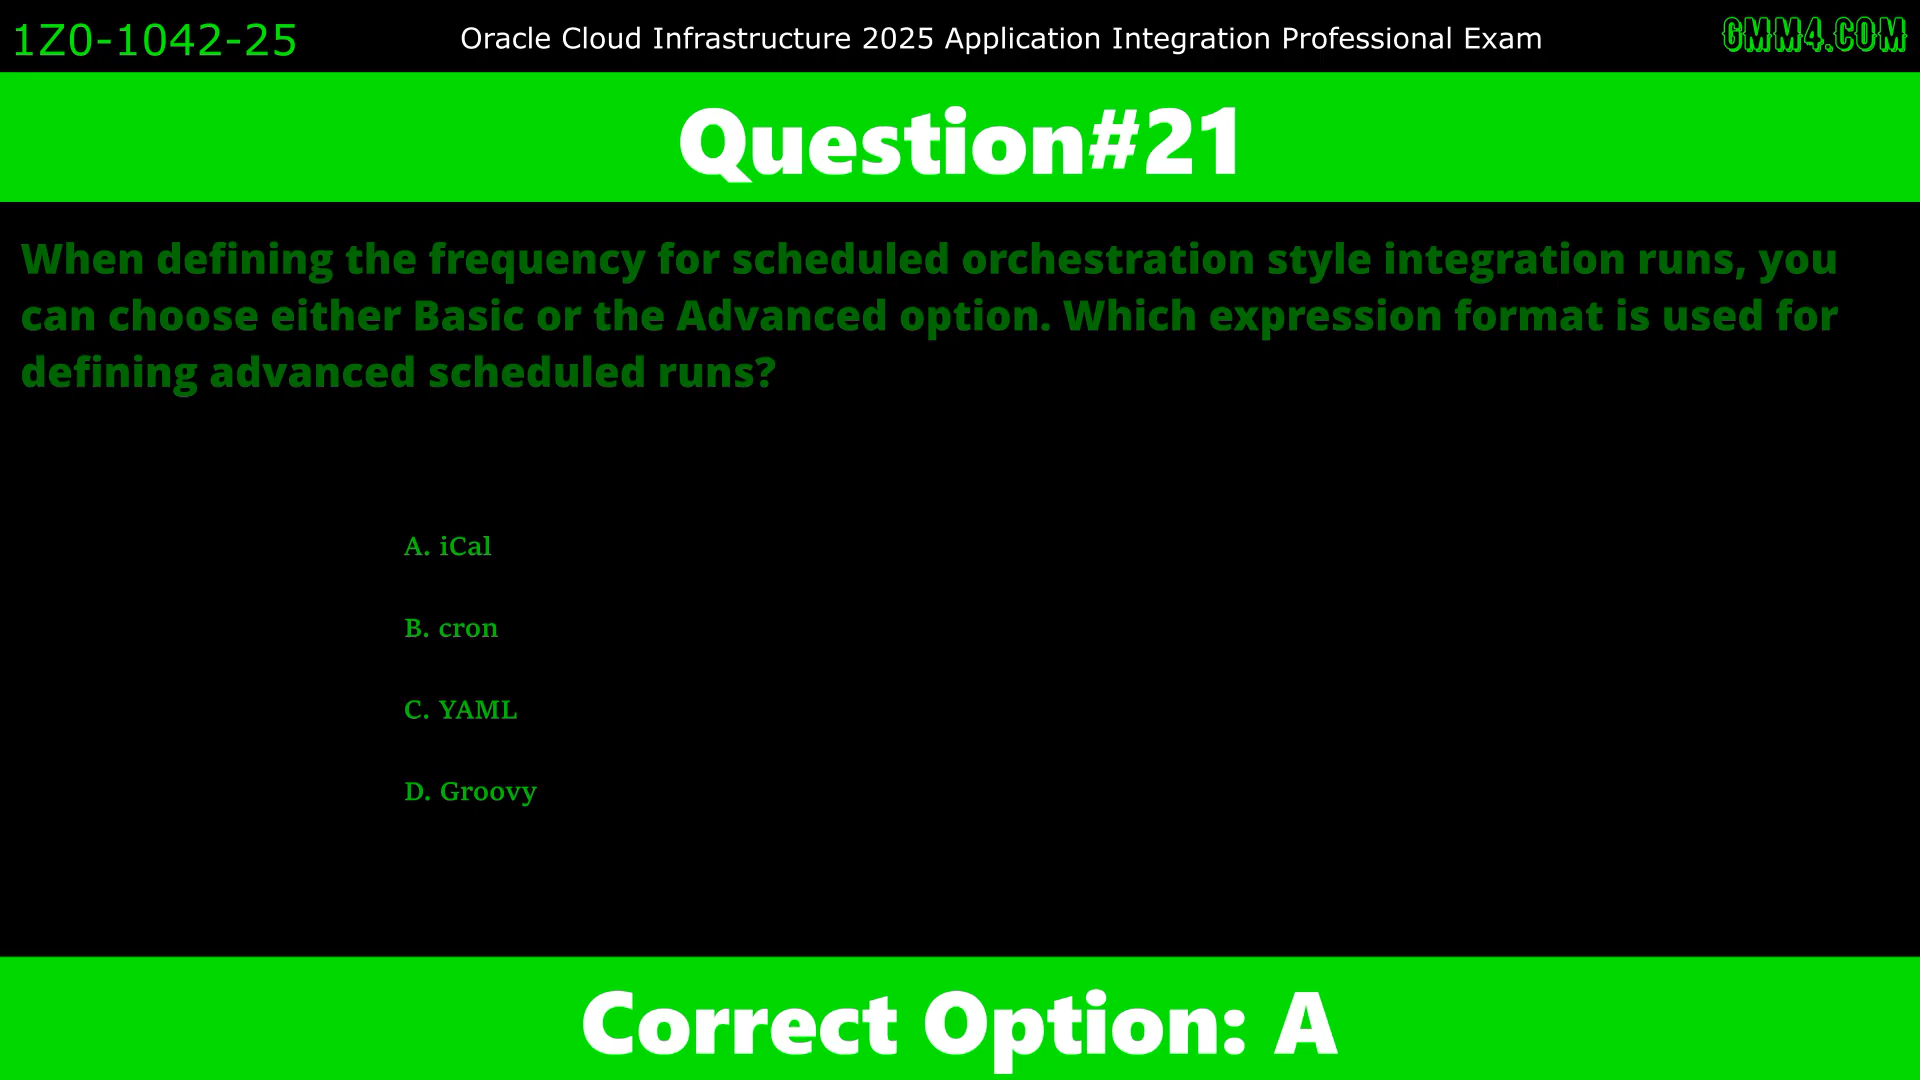 1Z0-1042-25
Oracle Cloud Infrastructure 2025 Application Integration Professional Exam
GMM4.COM
Question#21
When defining the frequency for scheduled orchestration style integration runs, you
can choose either Basic or the Advanced option. Which expression format is used for
defining advanced scheduled runs?
A. iCal
B. cron
C. YAML
D. Groovy
Correct Option: A